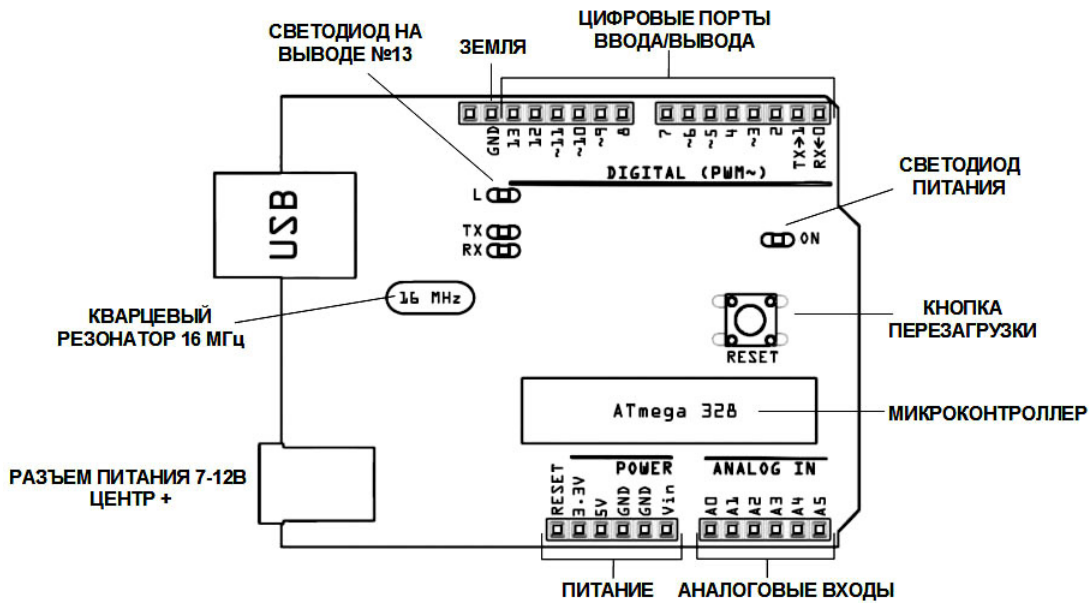 СВЕТОДИОД НА
ВЫВОДЕ №13
ЗЕМЛЯ
ЦИФРОВЫЕ ПОРТЫ
ВВОДА/ВЫВОДА
GND
13
12
~11
~10
~9
8
7
~6
~5
4
~3
2
TX→1
RX←0
DIGITAL (PWM~)
СВЕТОДИОД
ПИТАНИЯ
L
TX
RX
ON
USB
16 MHz
КВАРЦЕВЫЙ
РЕЗОНАТОР 16 МГц
КНОПКА
ПЕРЕЗАГРУЗКИ
RESET
ATmega 328
МИКРОКОНТРОЛЛЕР
РАЗЪЕМ ПИТАНИЯ 7-12В
ЦЕНТР +
POWER
ANALOG IN
RESET
3.3V
5V
GND
GND
Vin
A0
A1
A2
A3
A4
A5
ПИТАНИЕ
АНАЛОГОВЫЕ ВХОДЫ